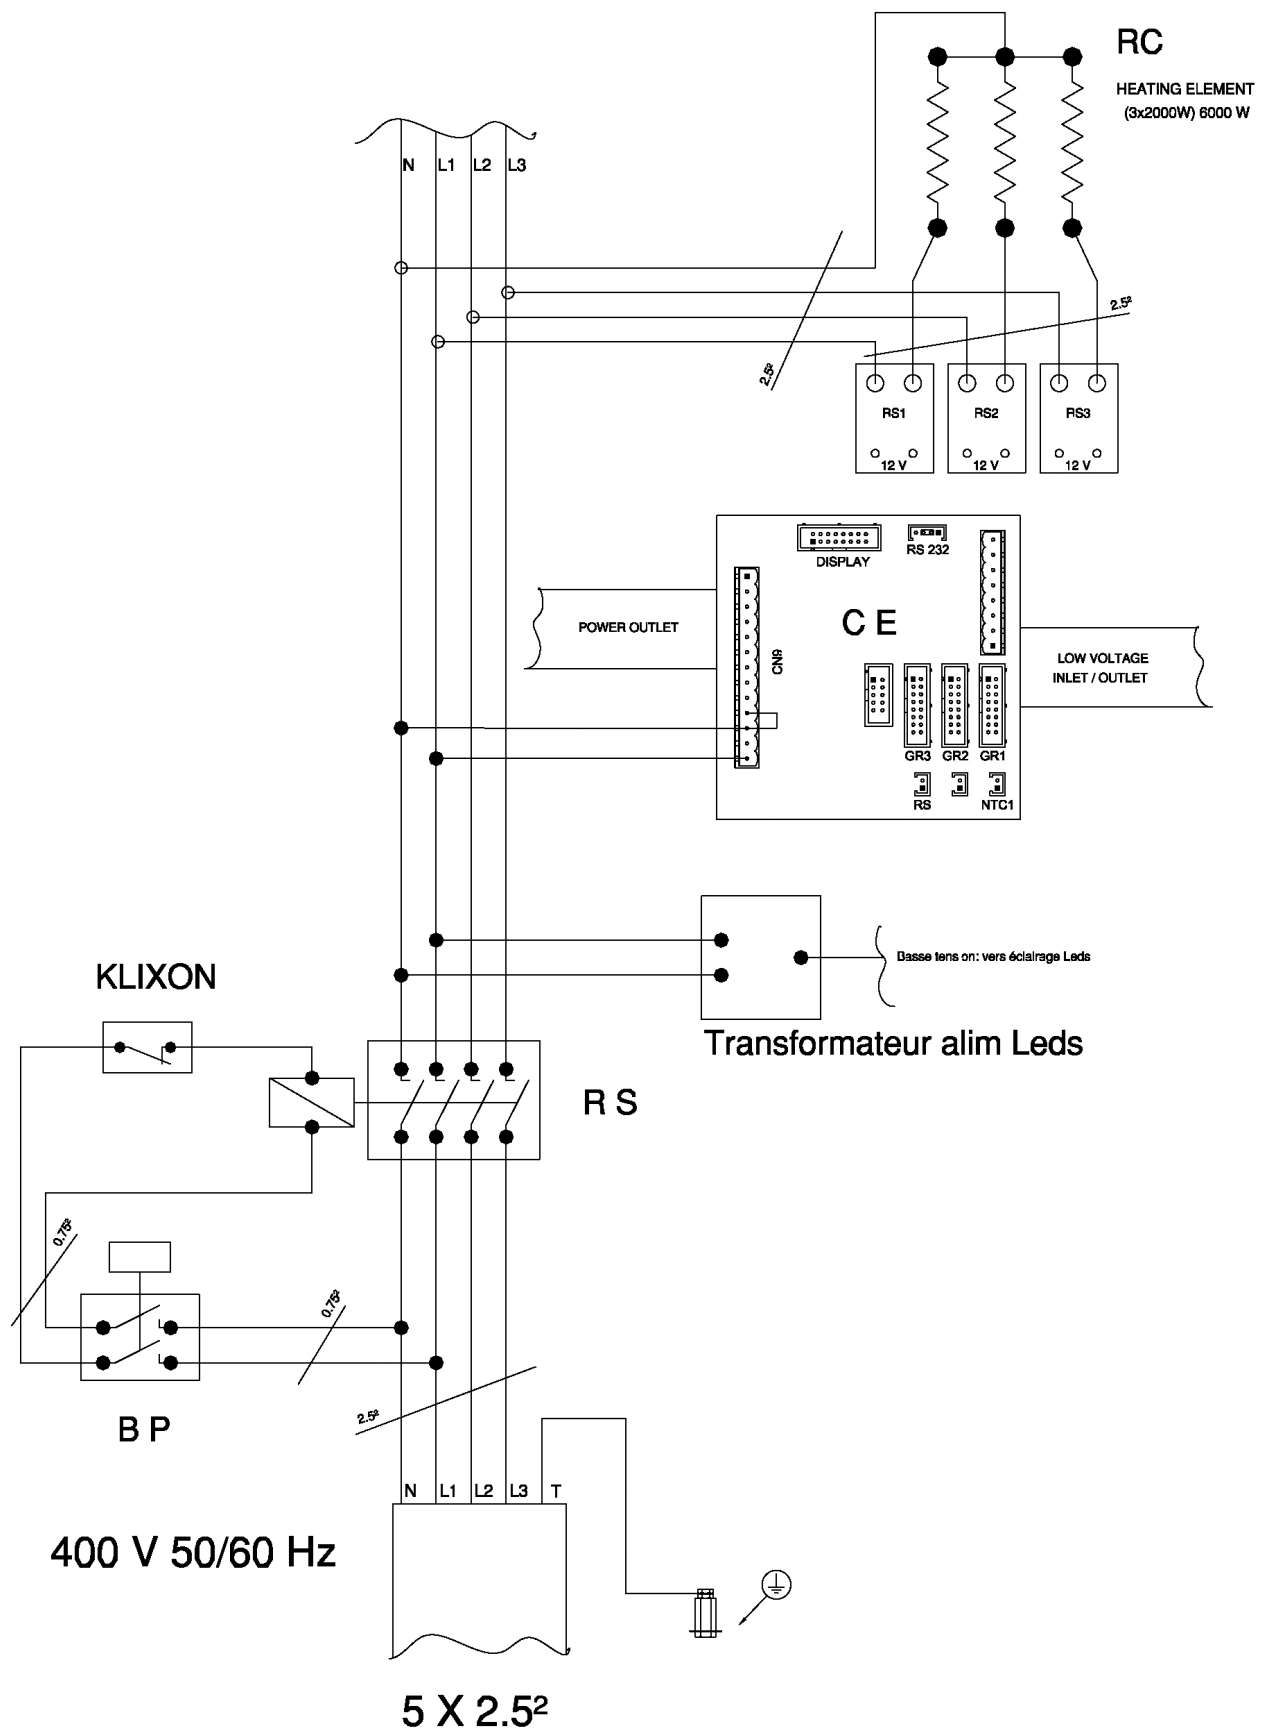 RC
HEATING ELEMENT
(3x2000W) 6000 W
N L1 L2 L3
2.5²
2.5²
RS1 RS2 RS3
12 V 12 V 12 V
DISPLAY
RS 232
C E
POWER OUTLET
CN9
LOW VOLTAGE
INLET / OUTLET
GR3 GR2 GR1
RS NTC1
Basse tens on: vers éclairage Leds
Transformateur alim Leds
KLIXON
R S
0.75²
0.75²
B P
2.5²
N L1 L2 L3 T
400 V 50/60 Hz
5 X 2.5²